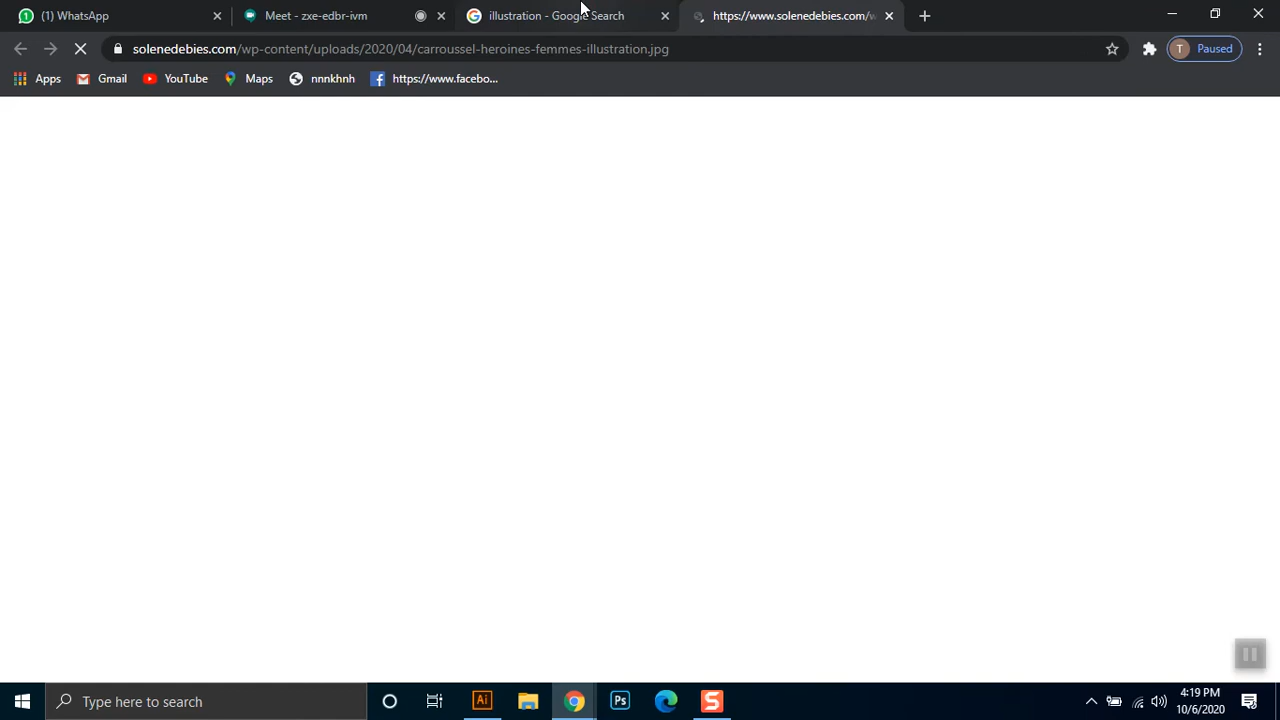 (1) WhatsApp
Meet - zxe-edbr-ivm
illustration - Google Search
https://www.solenedebies.com/w
solenedebies.com/wp-content/uploads/2020/04/carroussel-heroines-femmes-illustration.jpg
T Paused
Apps
Gmail
YouTube
Maps
nnnkhnh
https://www.facebo...
Type here to search
Ai
Ps
S
4:19 PM
10/6/2020